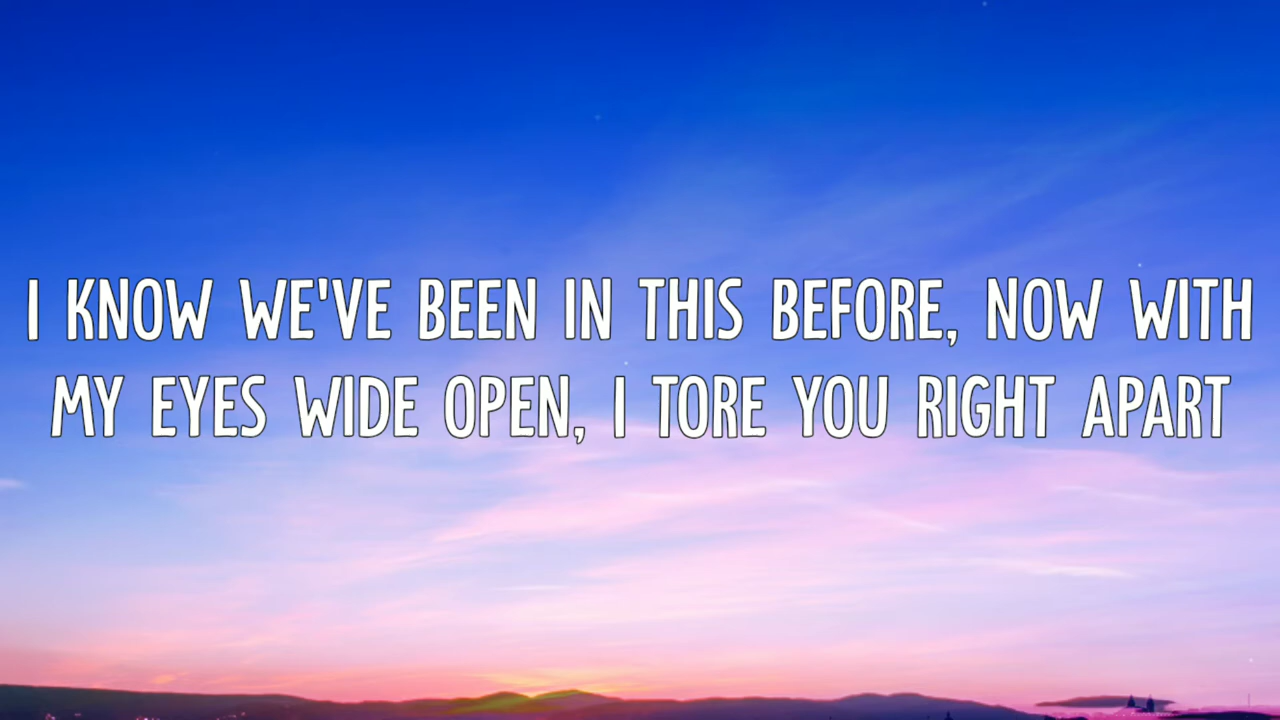 I KNOW WE'VE BEEN IN THIS BEFORE, NOW WITH
MY EYES WIDE OPEN, I TORE YOU RIGHT APART